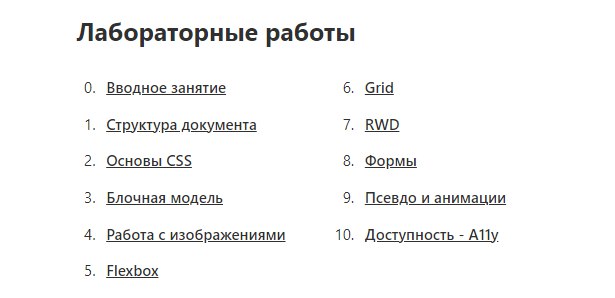 Лабораторные работы
0. Вводное занятие
1. Структура документа
2. Основы CSS
3. Блочная модель
4. Работа с изображениями
5. Flexbox
6. Grid
7. RWD
8. Формы
9. Псевдо и анимации
10. Доступность - A11y